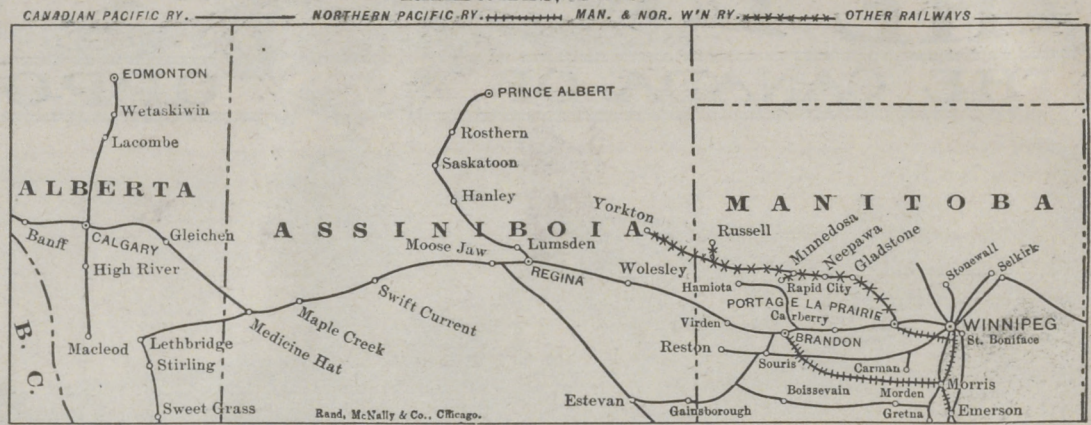 CANADIAN PACIFIC RY. NORTHERN PACIFIC RY. MAN. & NOR. W'N RY. OTHER RAILWAYS
EDMONTON
Wetaskiwin
Lacombe
ALBERTA
Banff
CALGARY
Gleichen
High River
Macleod
Lethbridge
Stirling
Sweet Grass
B. C.
Medicine Hat
Maple Creek
Swift Current
ASSINIBOIA
PRINCE ALBERT
Rosthern
Saskatoon
Hanley
Lumsden
Moose Jaw
REGINA
Wolesley
Yorkton
Estevan
Gainsborough
Rand, McNally & Co., Chicago.
MANITOBA
Russell
Minnedosa
Neepawa
Gladstone
Rapid City
Hamiota
PORTAGE LA PRAIRIE
Carberry
Virden
BRANDON
Reston
Souris
Carman
Boissevain
Morden
Gretna
Stonewall
Selkirk
WINNIPEG
St. Boniface
Morris
Emerson